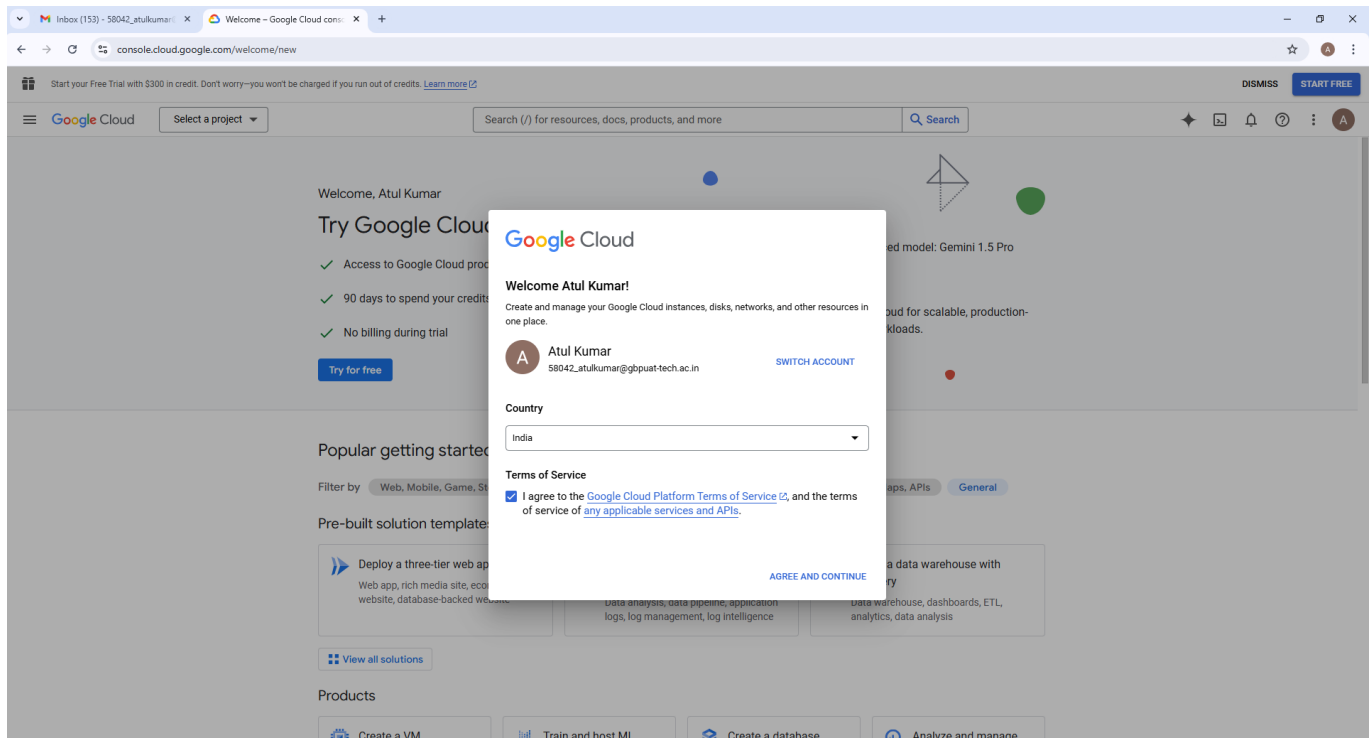 Inbox (153) - 58042_atulkumar
Welcome – Google Cloud conso
console.cloud.google.com/welcome/new
A
Start your Free Trial with $300 in credit. Don't worry—you won't be charged if you run out of credits. Learn more
DISMISS
START FREE
Google Cloud
Select a project
Search (/) for resources, docs, products, and more
Search
A
Welcome, Atul Kumar
Try Google Cloud
Access to Google Cloud prod
90 days to spend your credits
No billing during trial
Try for free
ed model: Gemini 1.5 Pro
oud for scalable, production-
kloads.
Google Cloud
Welcome Atul Kumar!
Create and manage your Google Cloud instances, disks, networks, and other resources in
one place.
A
Atul Kumar
58042_atulkumar@gbpuat-tech.ac.in
SWITCH ACCOUNT
Country
India
Terms of Service
I agree to the Google Cloud Platform Terms of Service, and the terms
of service of any applicable services and APIs.
AGREE AND CONTINUE
Popular getting started
Filter by
Web, Mobile, Game, St
aps, APIs
General
Pre-built solution template
Deploy a three-tier web ap
Web app, rich media site, eco
website, database-backed website
Data analysis, data pipeline, application
logs, log management, log intelligence
a data warehouse with
ry
Data warehouse, dashboards, ETL,
analytics, data analysis
View all solutions
Products
Create a VM
Train and host ML
Create a database
Analyze and manage